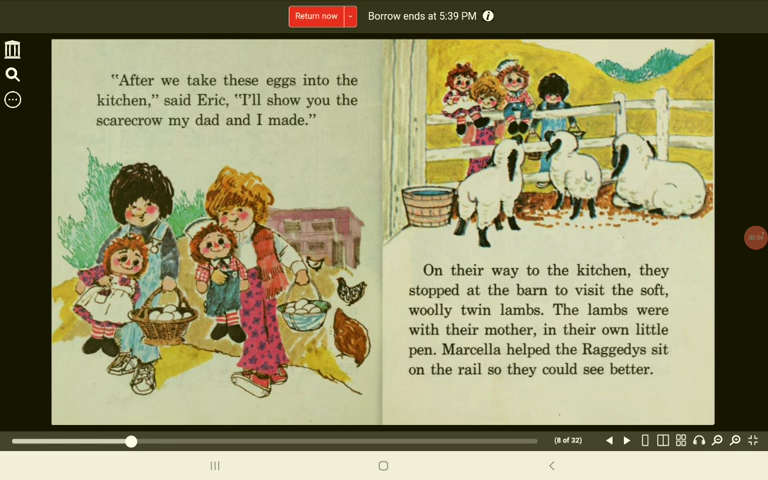 Return now
Borrow ends at 5:39 PM
“After we take these eggs into the
kitchen,” said Eric, “I’ll show you the
scarecrow my dad and I made.”
On their way to the kitchen, they
stopped at the barn to visit the soft,
woolly twin lambs. The lambs were
with their mother, in their own little
pen. Marcella helped the Raggedys sit
on the rail so they could see better.
00:54
(8 of 32)